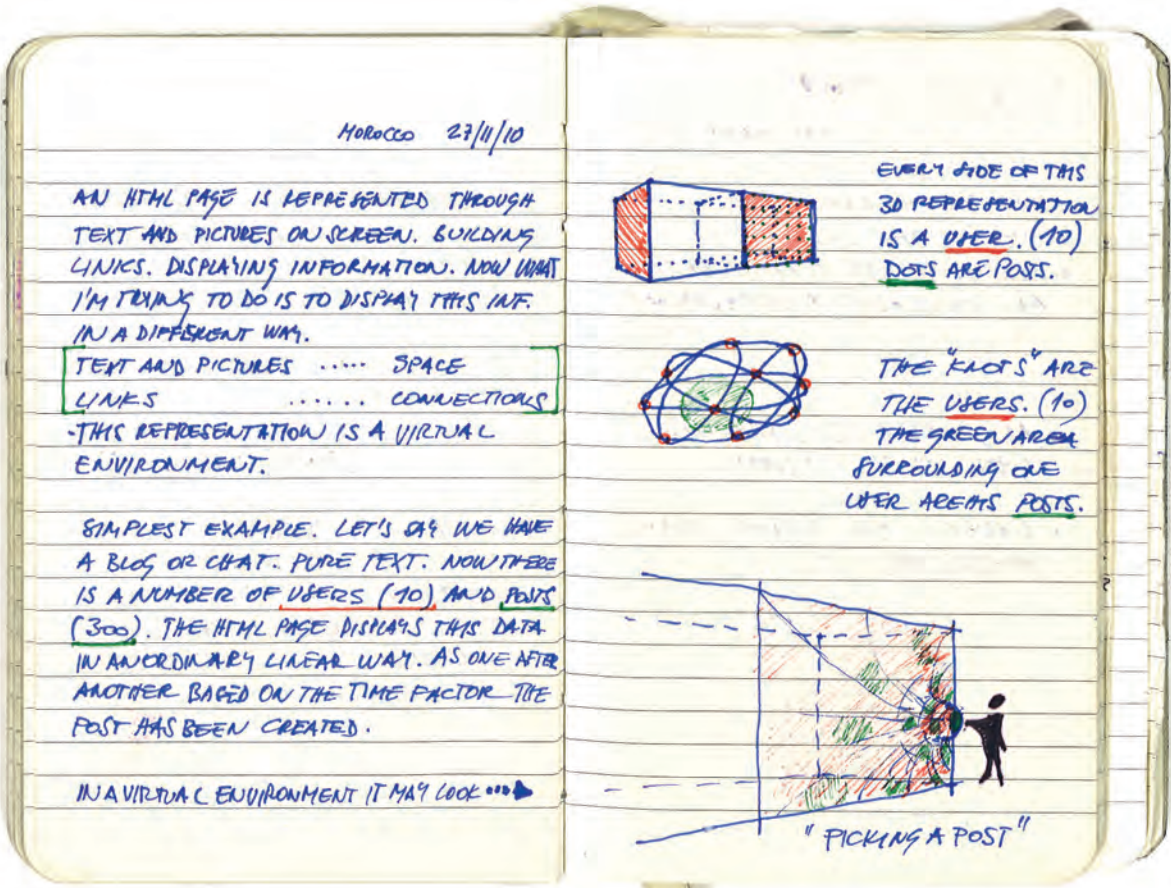 MOROCCO 27/11/10
AN HTML PAGE IS REPRESENTED THROUGH
TEXT AND PICTURES ON SCREEN. BUILDING
LINKS. DISPLAYING INFORMATION. NOW WHAT
I'M TRYING TO DO IS TO DISPLAY THIS INF.
IN A DIFFERENT WAY.
TEXT AND PICTURES ..... SPACE
LINKS ...... CONNECTIONS
-THIS REPRESENTATION IS A VIRTUAL
ENVIRONMENT.
SIMPLEST EXAMPLE. LET'S SAY WE HAVE
A BLOG OR CHAT. PURE TEXT. NOW THERE
IS A NUMBER OF USERS (10) AND POSTS
(300). THE HTML PAGE DISPLAYS THIS DATA
IN AN ORDINARY LINEAR WAY. AS ONE AFTER
ANOTHER BASED ON THE TIME FACTOR THE
POST HAS BEEN CREATED.
IN A VIRTUAL ENVIRONMENT IT MAY LOOK ...
EVERY SIDE OF THIS
3D REPRESENTATION
IS A USER. (10)
DOTS ARE POSTS.
THE "KNOTS" ARE
THE USERS. (10)
THE GREEN AREA
SURROUNDING ONE
USER ARE HIS POSTS.
"PICKING A POST"